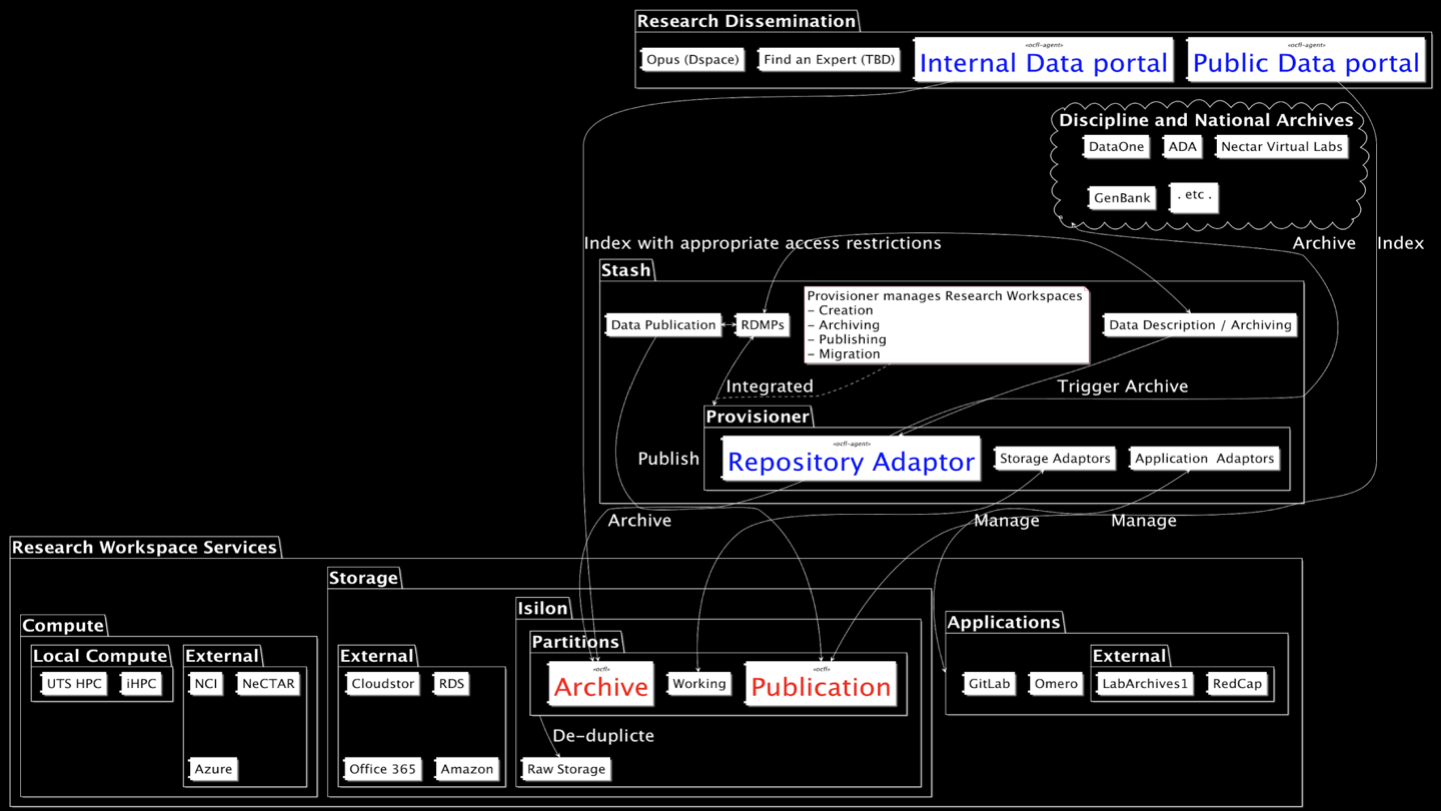 Research Dissemination
Opus (Dspace)
Find an Expert (TBD)
«ocfl-agent»
Internal Data portal
«ocfl-agent»
Public Data portal
Discipline and National Archives
DataOne
ADA
Nectar Virtual Labs
GenBank
. etc .
Index with appropriate access restrictions
Archive
Index
Stash
Data Publication
RDMPs
Provisioner manages Research Workspaces
- Creation
- Archiving
- Publishing
- Migration
Data Description / Archiving
Integrated
Trigger Archive
Provisioner
Publish
«ocfl-agent»
Repository Adaptor
Storage Adaptors
Application  Adaptors
Archive
Manage
Manage
Research Workspace Services
Storage
Isilon
Compute
Applications
Partitions
Local Compute
External
External
External
UTS HPC
iHPC
NCI
NeCTAR
Cloudstor
RDS
«ocfl»
Archive
Working
«ocfl»
Publication
GitLab
Omero
LabArchives1
RedCap
De-duplicte
Azure
Office 365
Amazon
Raw Storage